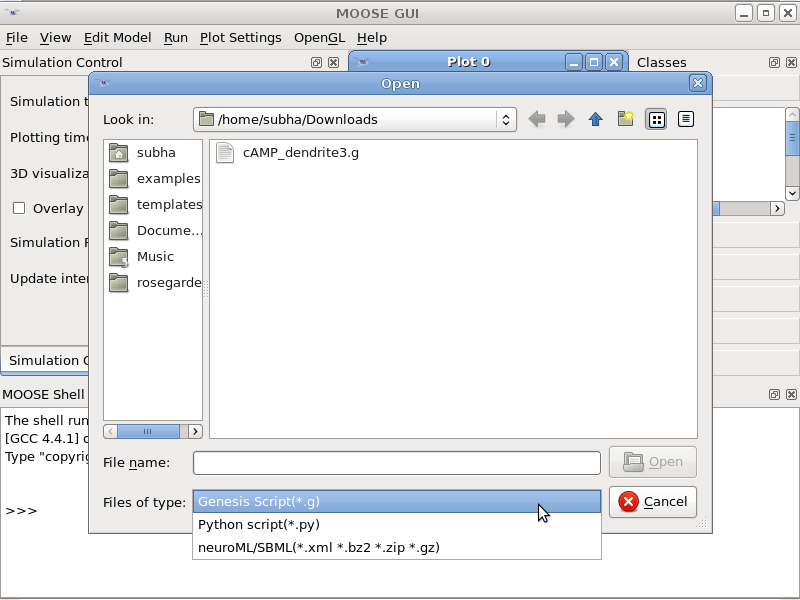 MOOSE GUI
File View Edit Model Run Plot Settings OpenGL Help
Simulation Control
Plot 0
Classes
Open
Simulation t
Look in: /home/subha/Downloads
Plotting time
subha
cAMP_dendrite3.g
3D visualiza
examples
templates
Overlay
Docume...
Simulation
Music
Update inter
rosegarde
Simulation C
MOOSE Shell
The shell run
[GCC 4.4.1]
Type "copyrig
File name:
Open
Files of type: Genesis Script(*.g)
Cancel
>>>
Python script(*.py)
neuroML/SBML(*.xml *.bz2 *.zip *.gz)